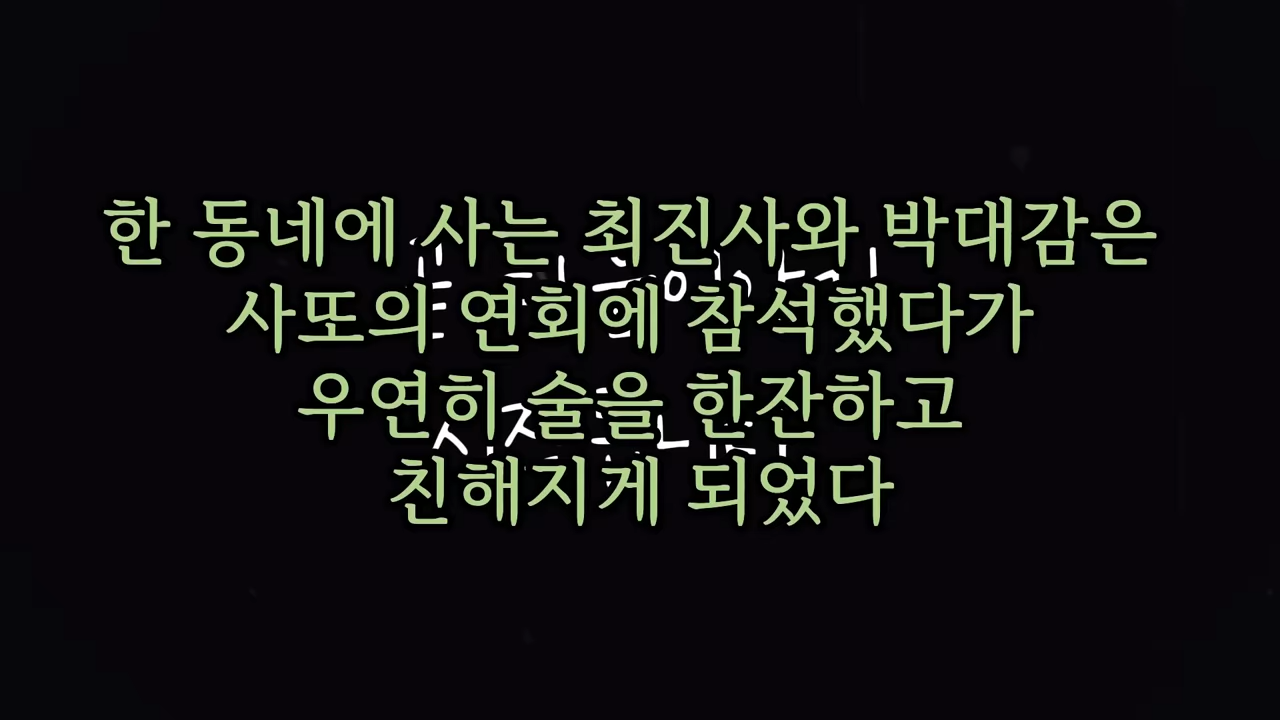 한 동네에 사는 최진사와 박대감은
사또의 연회에 참석했다가
우연히 술을 한잔하고
친해지게 되었다